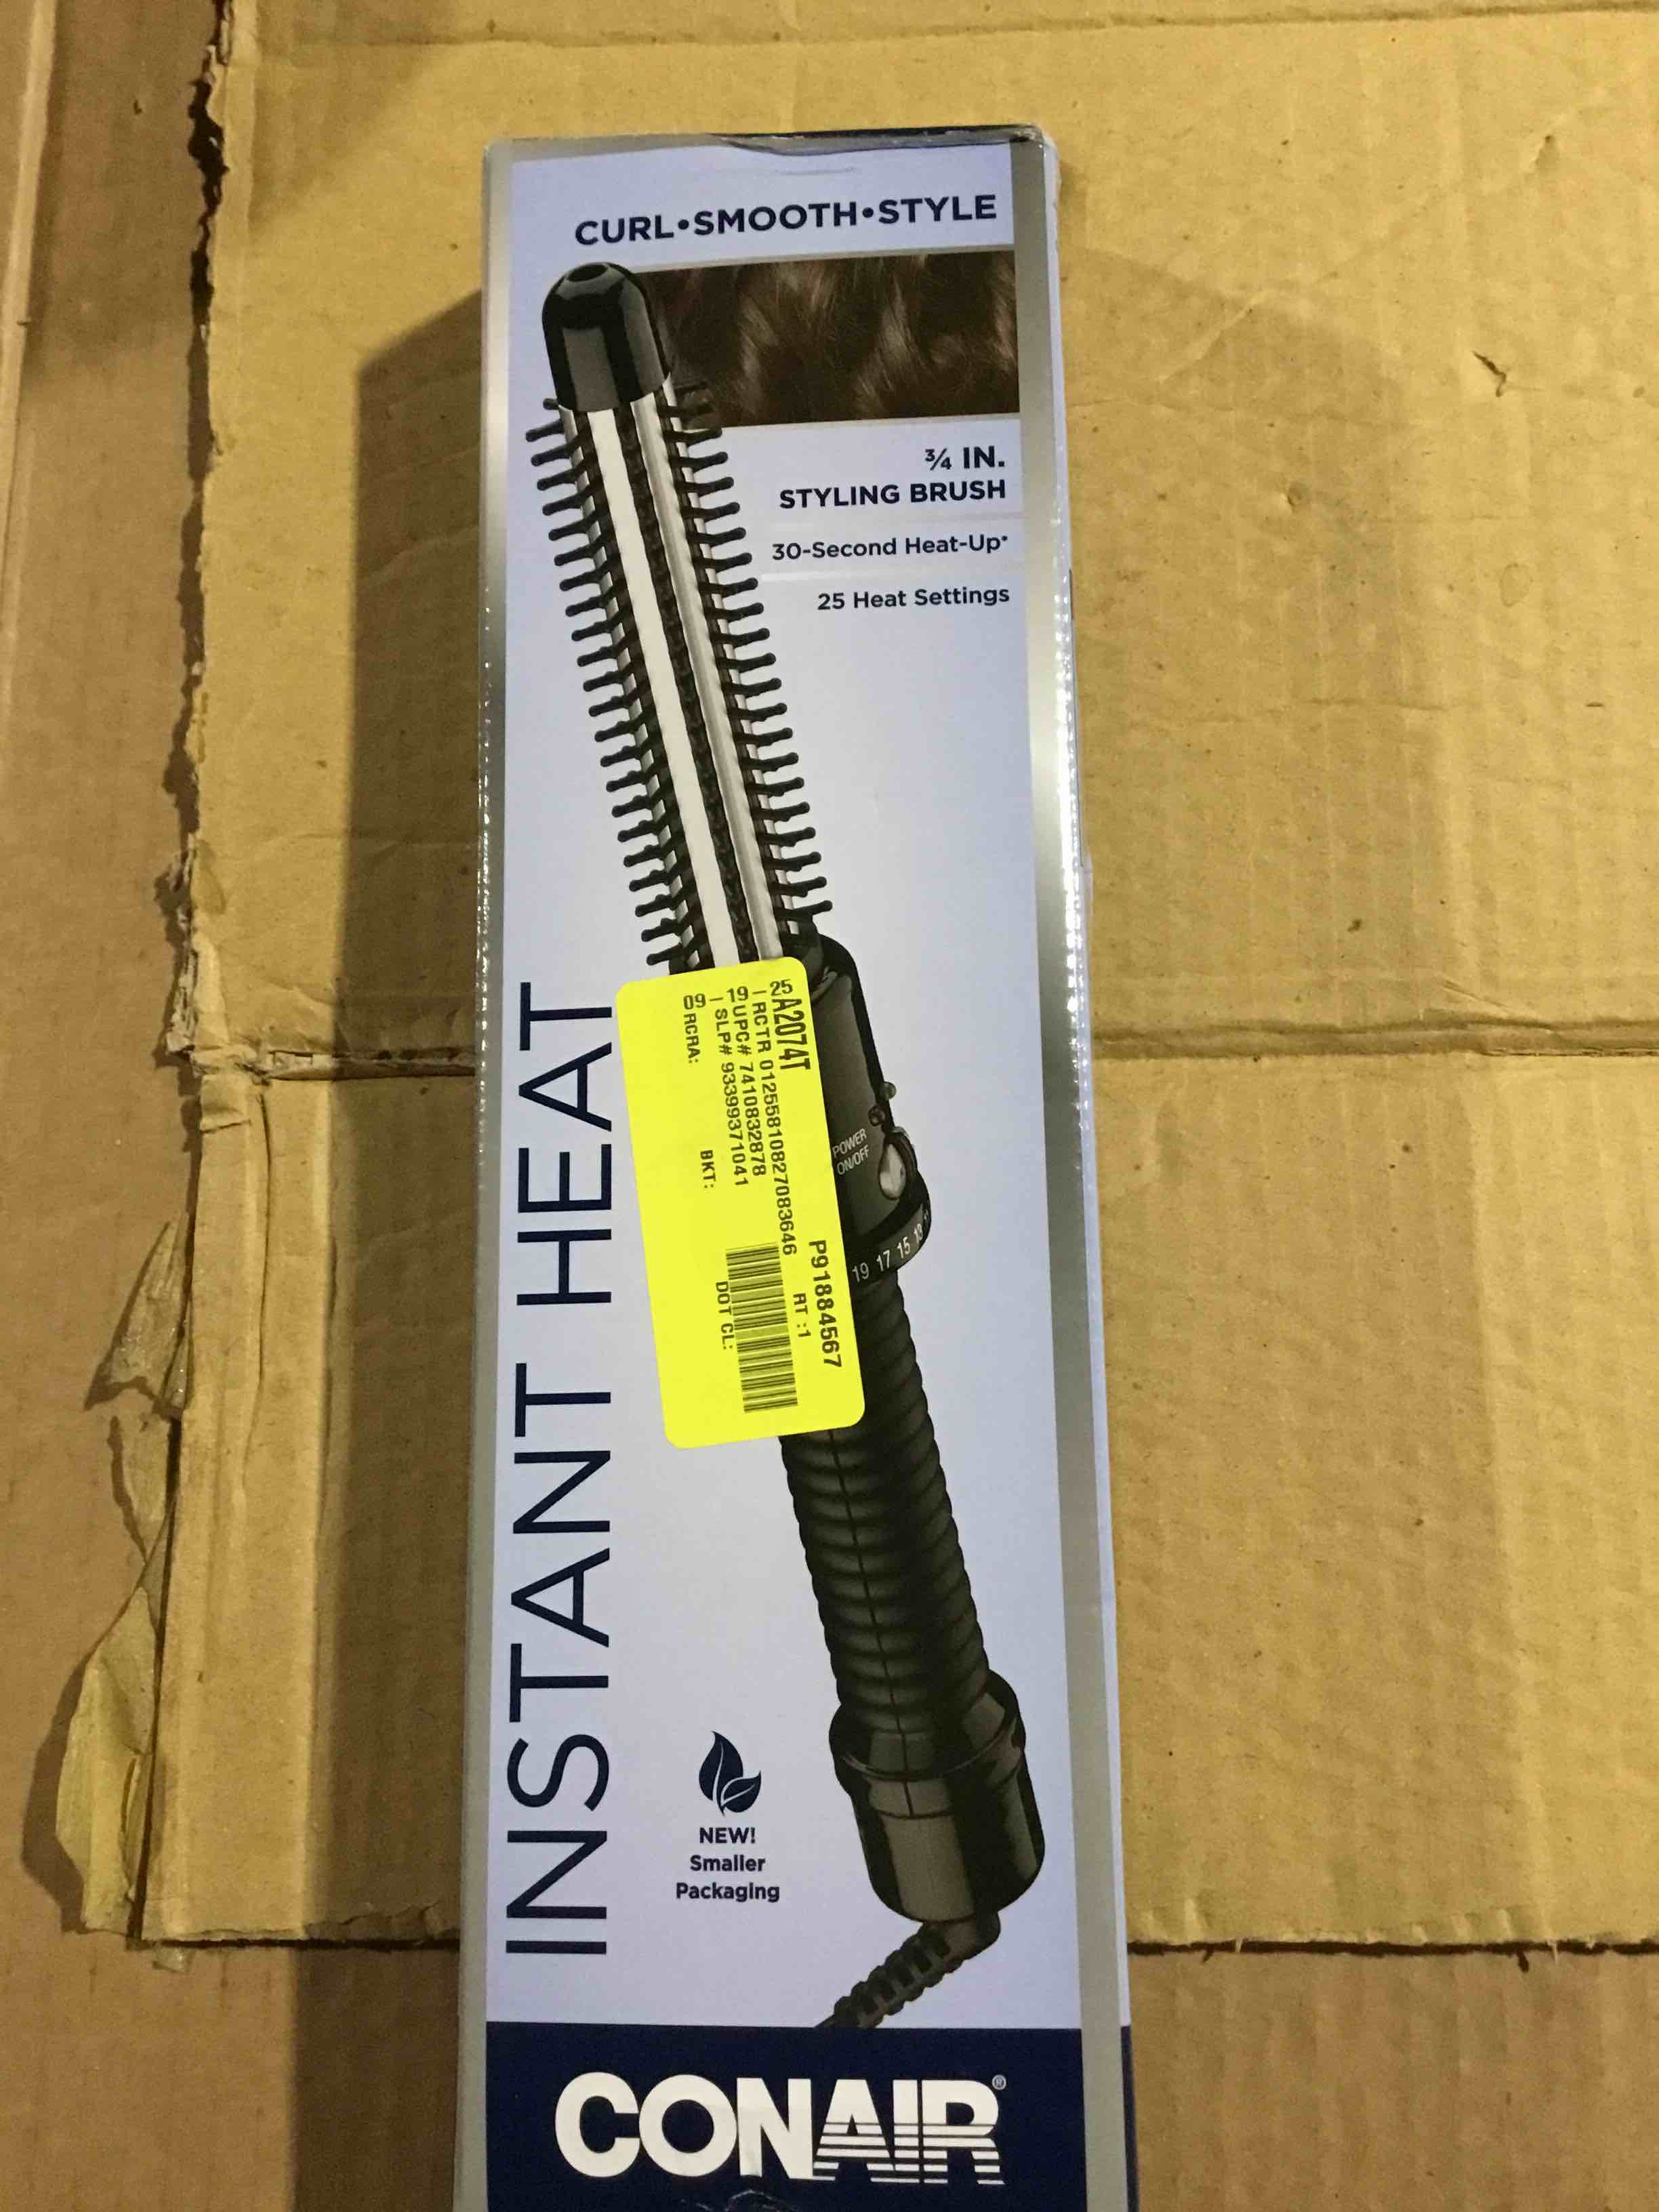 CURL•SMOOTH•STYLE
¾ IN.
STYLING BRUSH
30-Second Heat-Up*
25 Heat Settings
INSTANT HEAT
A2074T
P91884567
25 — 19 — 09
RCTR 01255810827083646
RT :1
UPC# 7410832878
SLP# 93399371041
RCRA:
BKT:
DOT CL:
POWER
ON/OFF
19 17 15 13
NEW!
Smaller
Packaging
CONAIR®